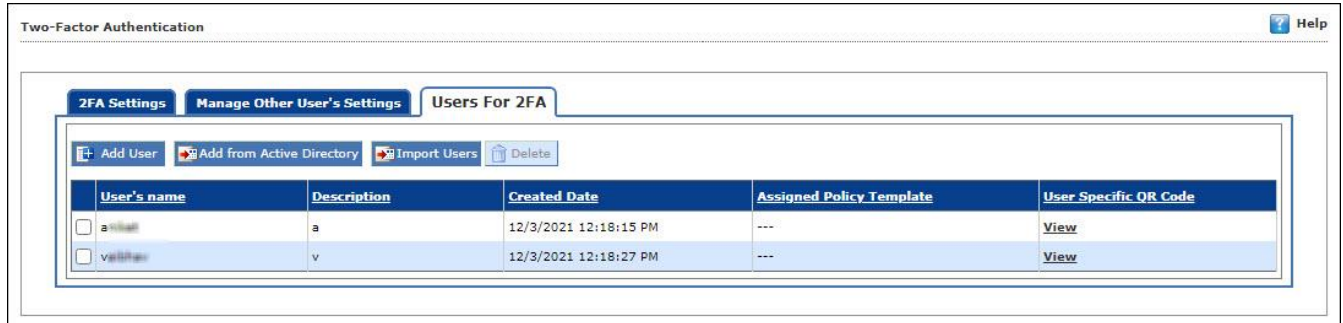 Two-Factor Authentication
Help
2FA Settings
Manage Other User's Settings
Users For 2FA
Add User
Add from Active Directory
Import Users
Delete
User's name Description Created Date Assigned Policy Template User Specific QR Code
a 12/3/2021 12:18:15 PM --- View
v 12/3/2021 12:18:27 PM --- View